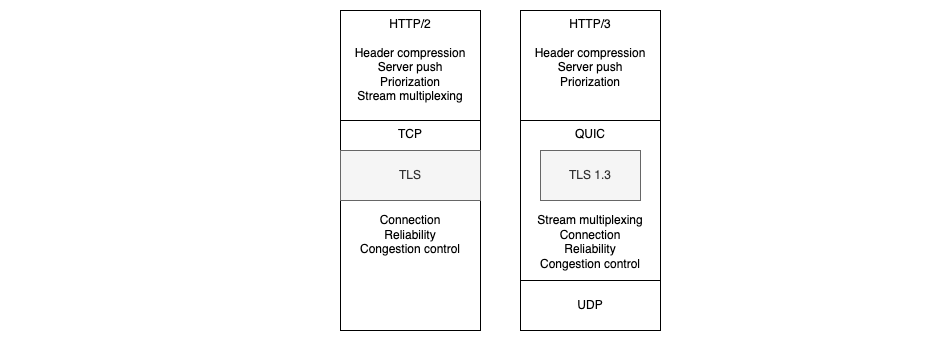 HTTP/2
Header compression
Server push
Priorization
Stream multiplexing
TCP
TLS
Connection
Reliability
Congestion control
HTTP/3
Header compression
Server push
Priorization
QUIC
TLS 1.3
Stream multiplexing
Connection
Reliability
Congestion control
UDP